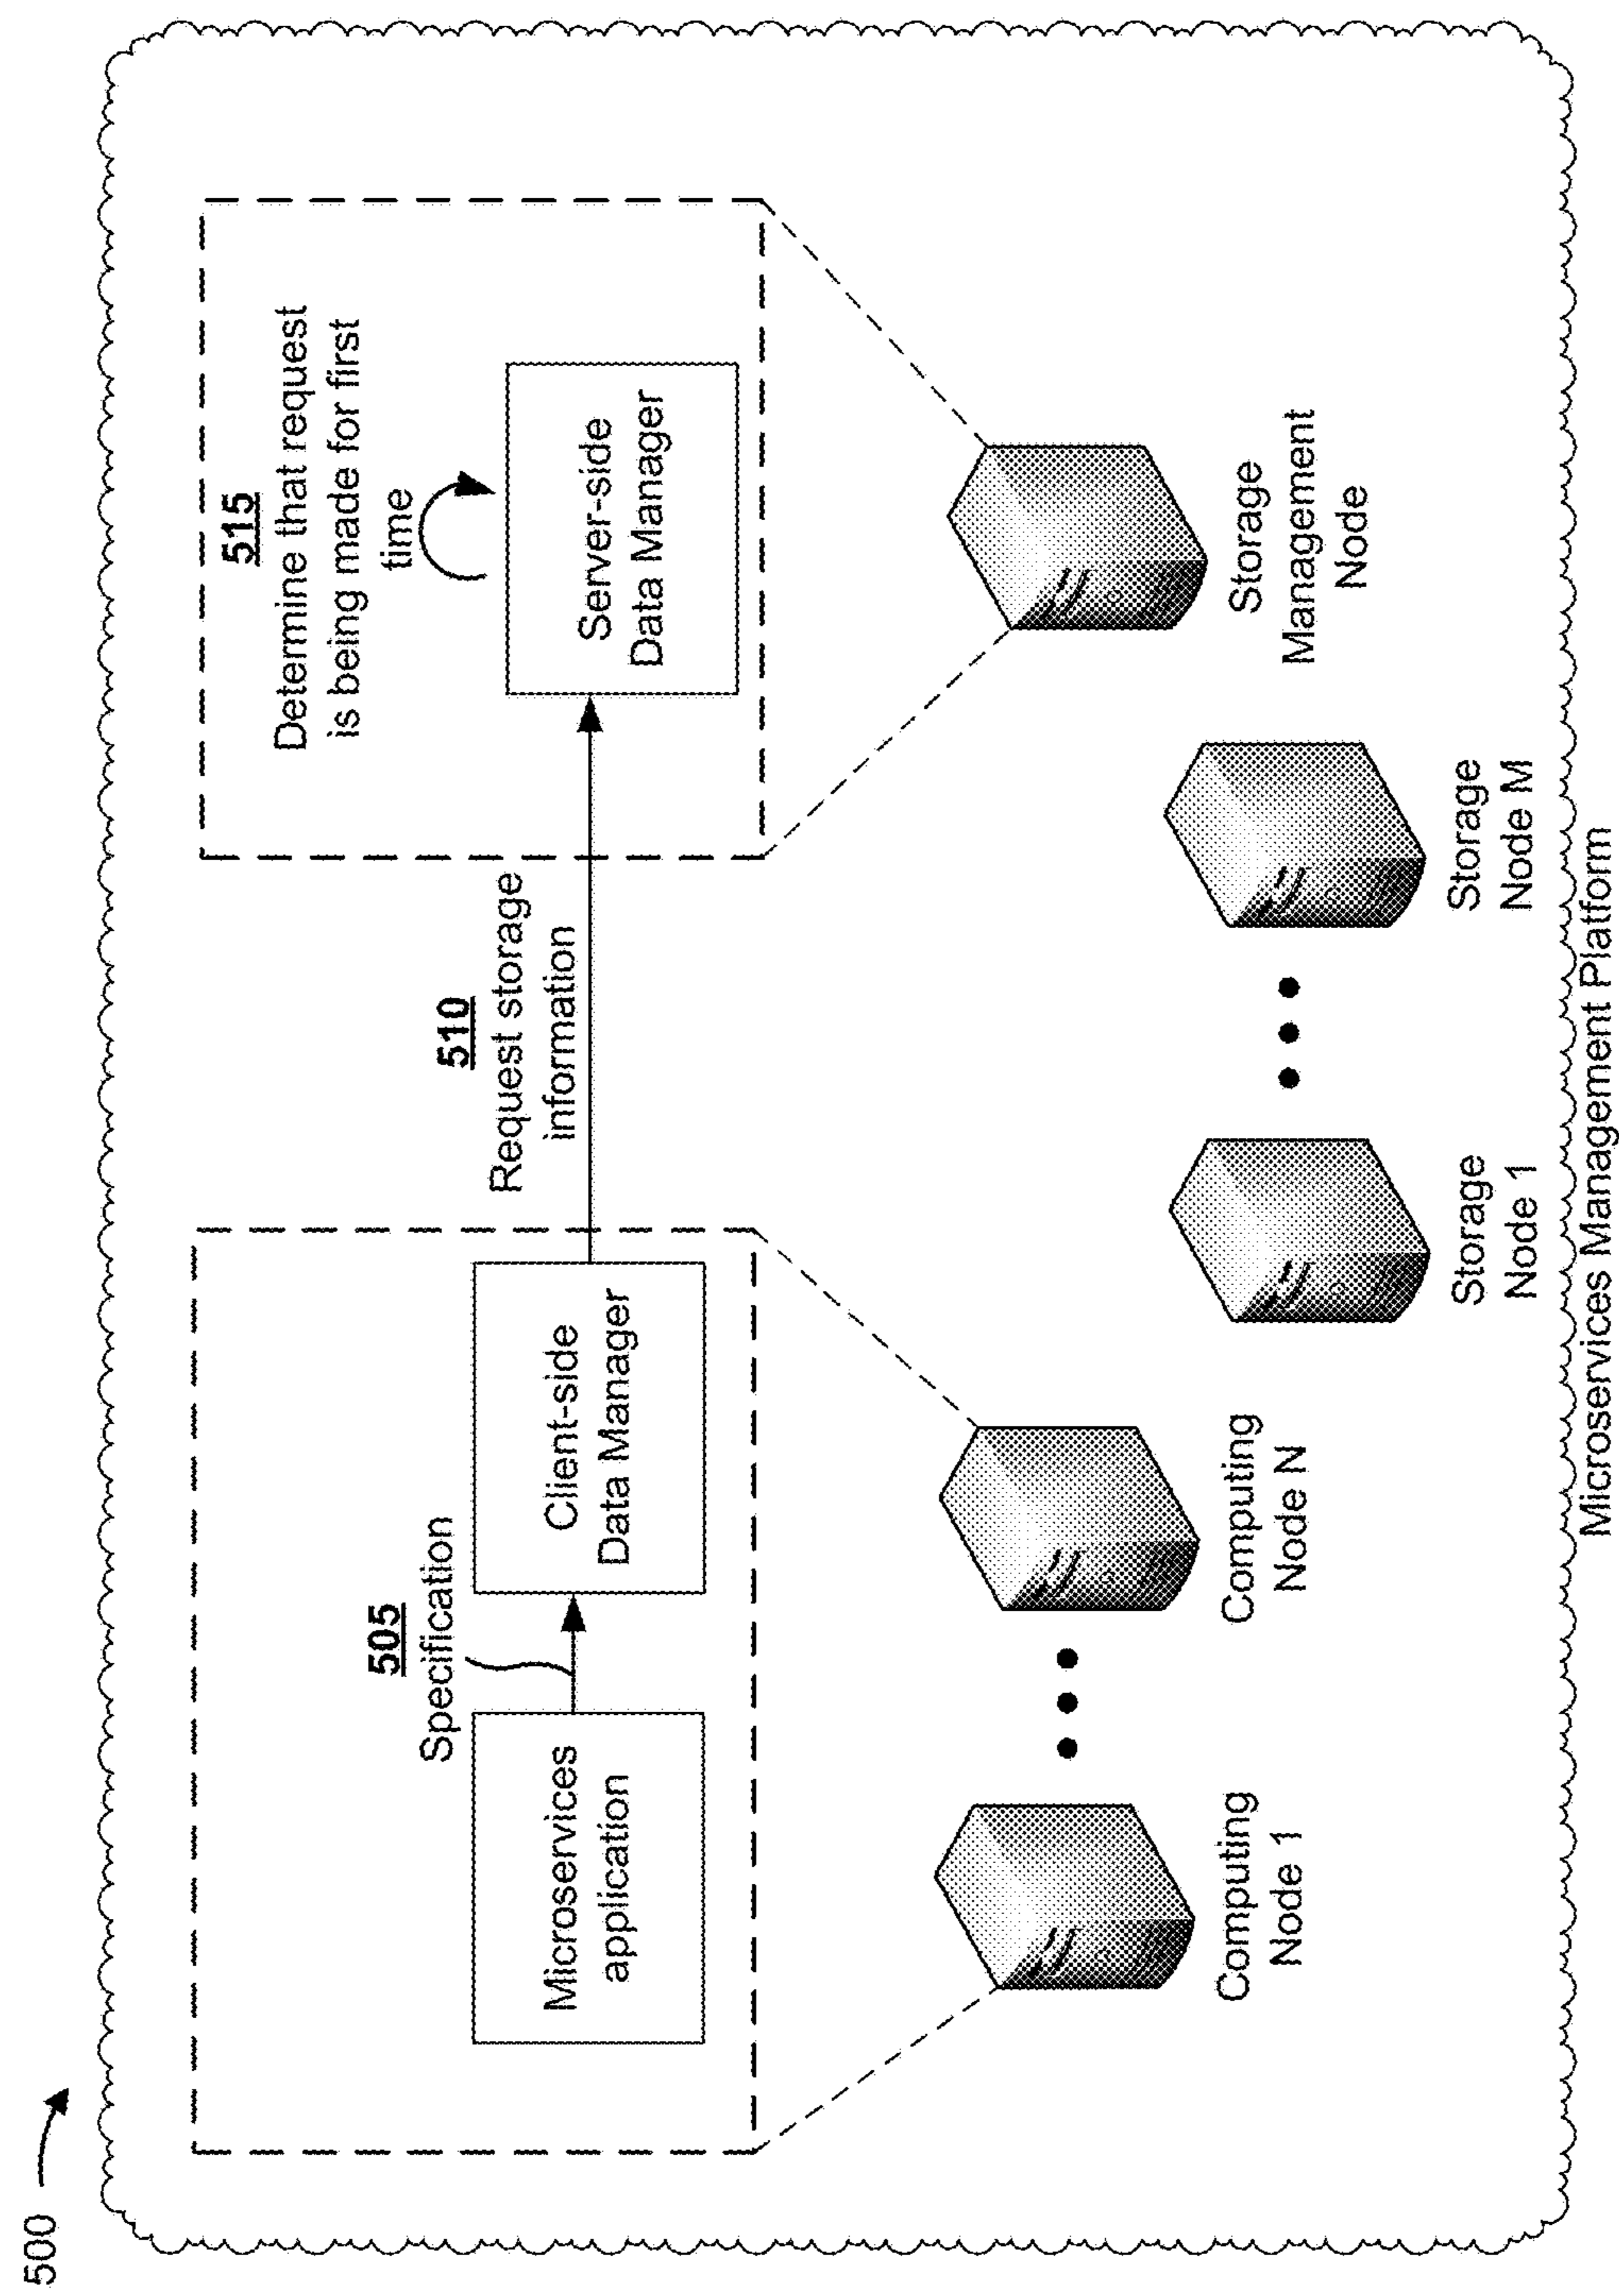 500
515
Determine that request
is being made for first
time
510
Request storage
information
505
Specification
Microservices
application
Client-side
Data Manager
Server-side
Data Manager
Computing
Node 1
Computing
Node N
Storage
Node 1
Storage
Node M
Storage
Management
Node
Microservices Management Platform